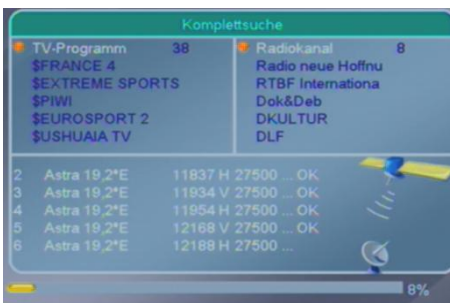 Komplettsuche
TV-Programm 38
$FRANCE 4
$EXTREME SPORTS
$PIWI
$EUROSPORT 2
$USHUAIA TV
Radiokanal 8
Radio neue Hoffnu
RTBF Internationa
Dok&Deb
DKULTUR
DLF
2 Astra 19,2°E 11837 H 27500 ... OK
3 Astra 19,2°E 11934 V 27500 ... OK
4 Astra 19,2°E 11954 H 27500 ... OK
5 Astra 19,2°E 12168 V 27500 ... OK
6 Astra 19,2°E 12188 H 27500 ...
8%